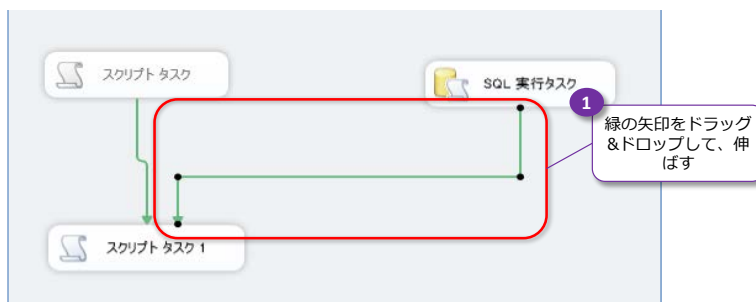 スクリプト タスク
SQL 実行タスク
1
緑の矢印をドラッグ
&ドロップして、伸
ばす
スクリプト タスク 1